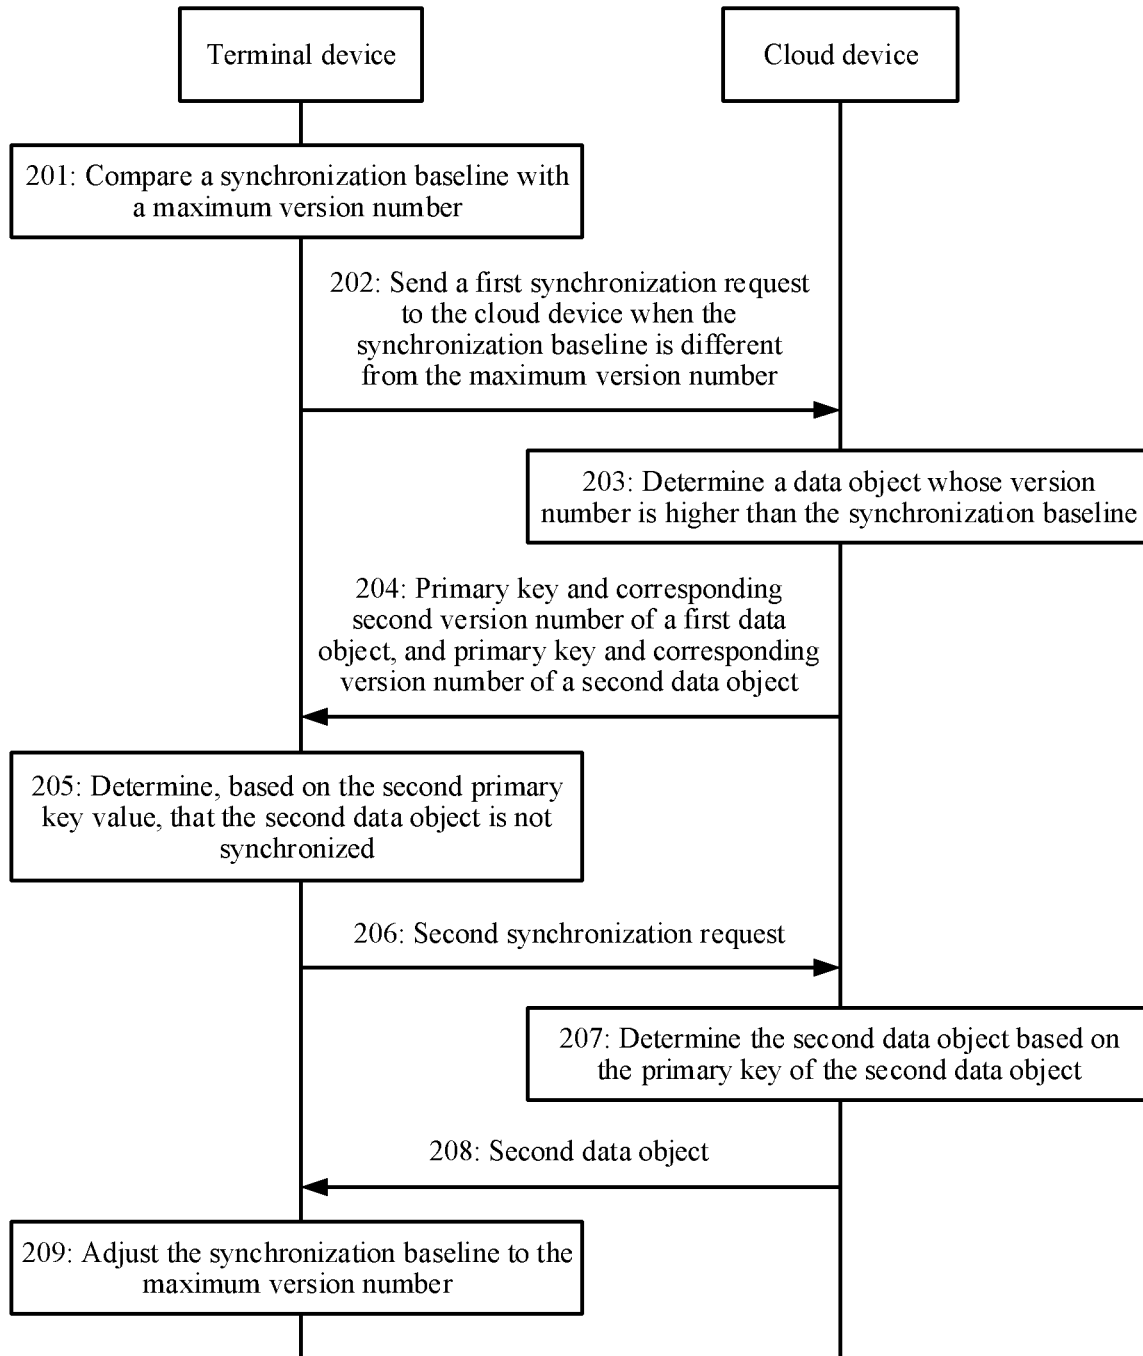 Terminal device
Cloud device
201: Compare a synchronization baseline with
a maximum version number
202: Send a first synchronization request
to the cloud device when the
synchronization baseline is different
from the maximum version number
203: Determine a data object whose version
number is higher than the synchronization baseline
204: Primary key and corresponding
second version number of a first data
object, and primary key and corresponding
version number of a second data object
205: Determine, based on the second primary
key value, that the second data object is not
synchronized
206: Second synchronization request
207: Determine the second data object based on
the primary key of the second data object
208: Second data object
209: Adjust the synchronization baseline to the
maximum version number